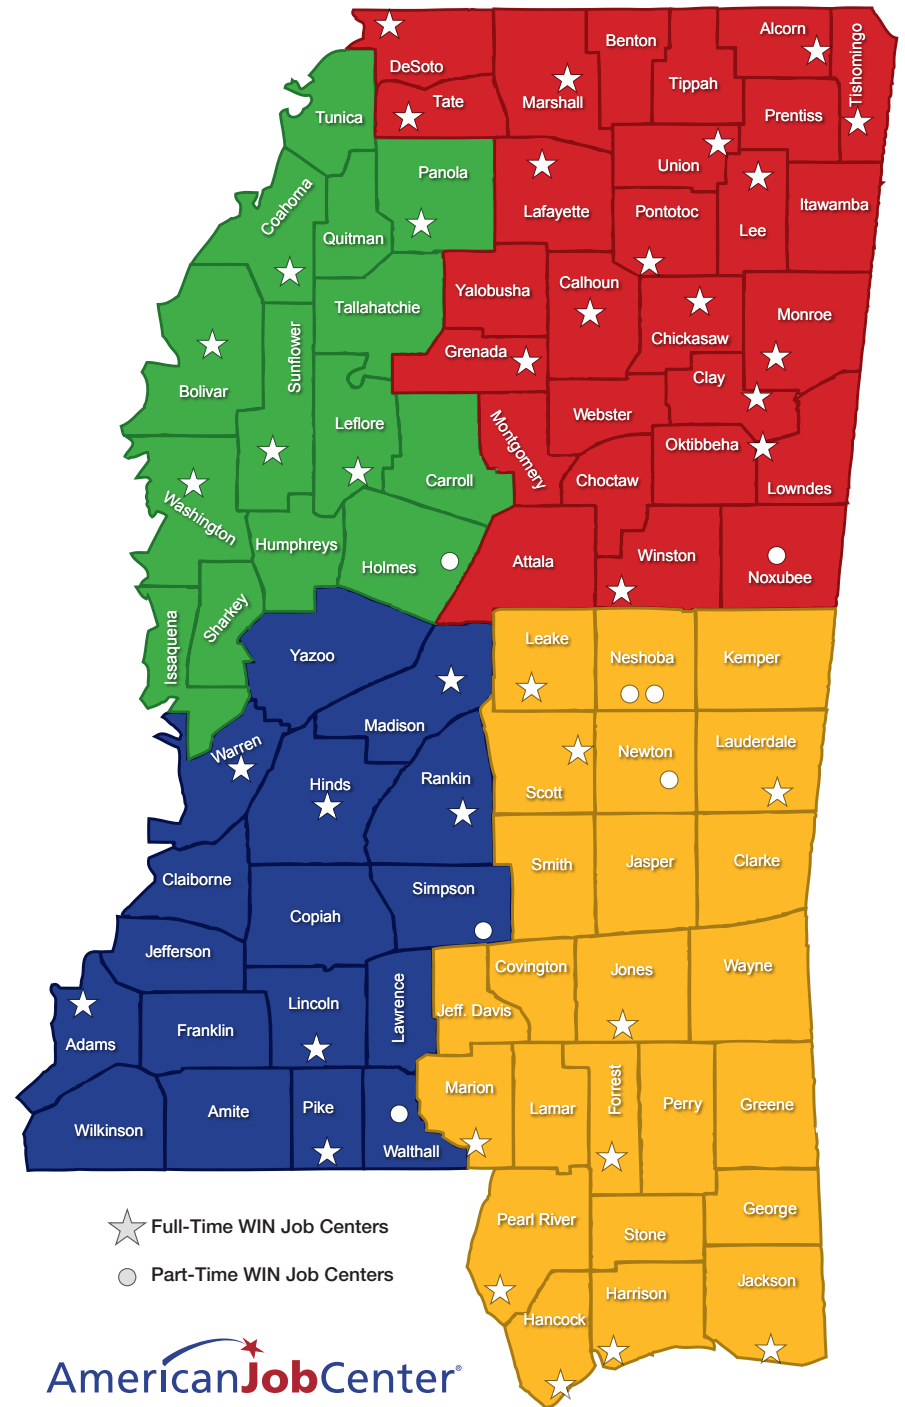 DeSoto
Benton
Alcorn
Tishomingo
Tate
Marshall
Tippah
Prentiss
Tunica
Union
Panola
Lafayette
Pontotoc
Lee
Itawamba
Coahoma
Quitman
Yalobusha
Calhoun
Tallahatchie
Chickasaw
Monroe
Grenada
Sunflower
Bolivar
Clay
Webster
Leflore
Montgomery
Oktibbeha
Carroll
Choctaw
Lowndes
Washington
Humphreys
Holmes
Attala
Winston
Noxubee
Issaquena
Sharkey
Yazoo
Leake
Neshoba
Kemper
Madison
Warren
Lauderdale
Newton
Hinds
Rankin
Scott
Claiborne
Simpson
Smith
Jasper
Clarke
Copiah
Jefferson
Covington
Jones
Wayne
Lincoln
Lawrence
Jeff. Davis
Adams
Franklin
Marion
Wilkinson
Amite
Pike
Walthall
Lamar
Forrest
Perry
Greene
Pearl River
Stone
George
Hancock
Harrison
Jackson
Full-Time WIN Job Centers
Part-Time WIN Job Centers
AmericanJobCenter®